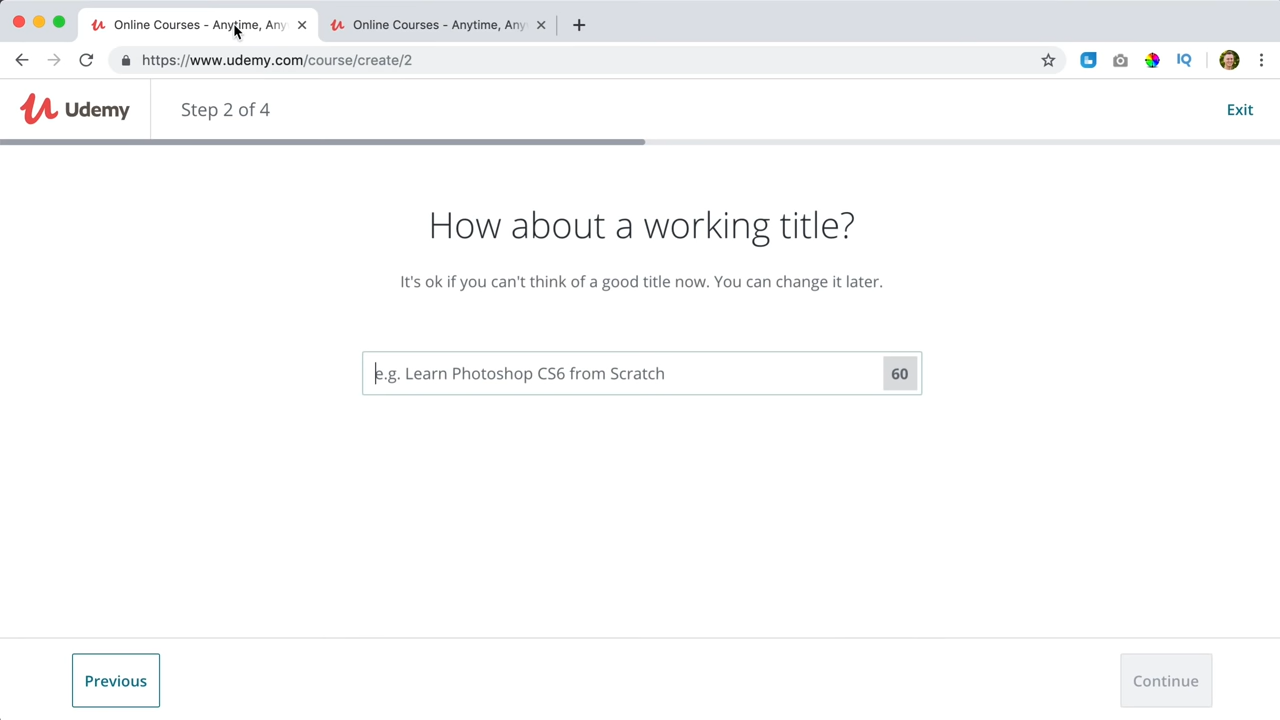 Online Courses - Anytime, Any
Online Courses - Anytime, Any
https://www.udemy.com/course/create/2
IQ
Udemy
Step 2 of 4
Exit
How about a working title?
It's ok if you can't think of a good title now. You can change it later.
e.g. Learn Photoshop CS6 from Scratch
60
Previous
Continue